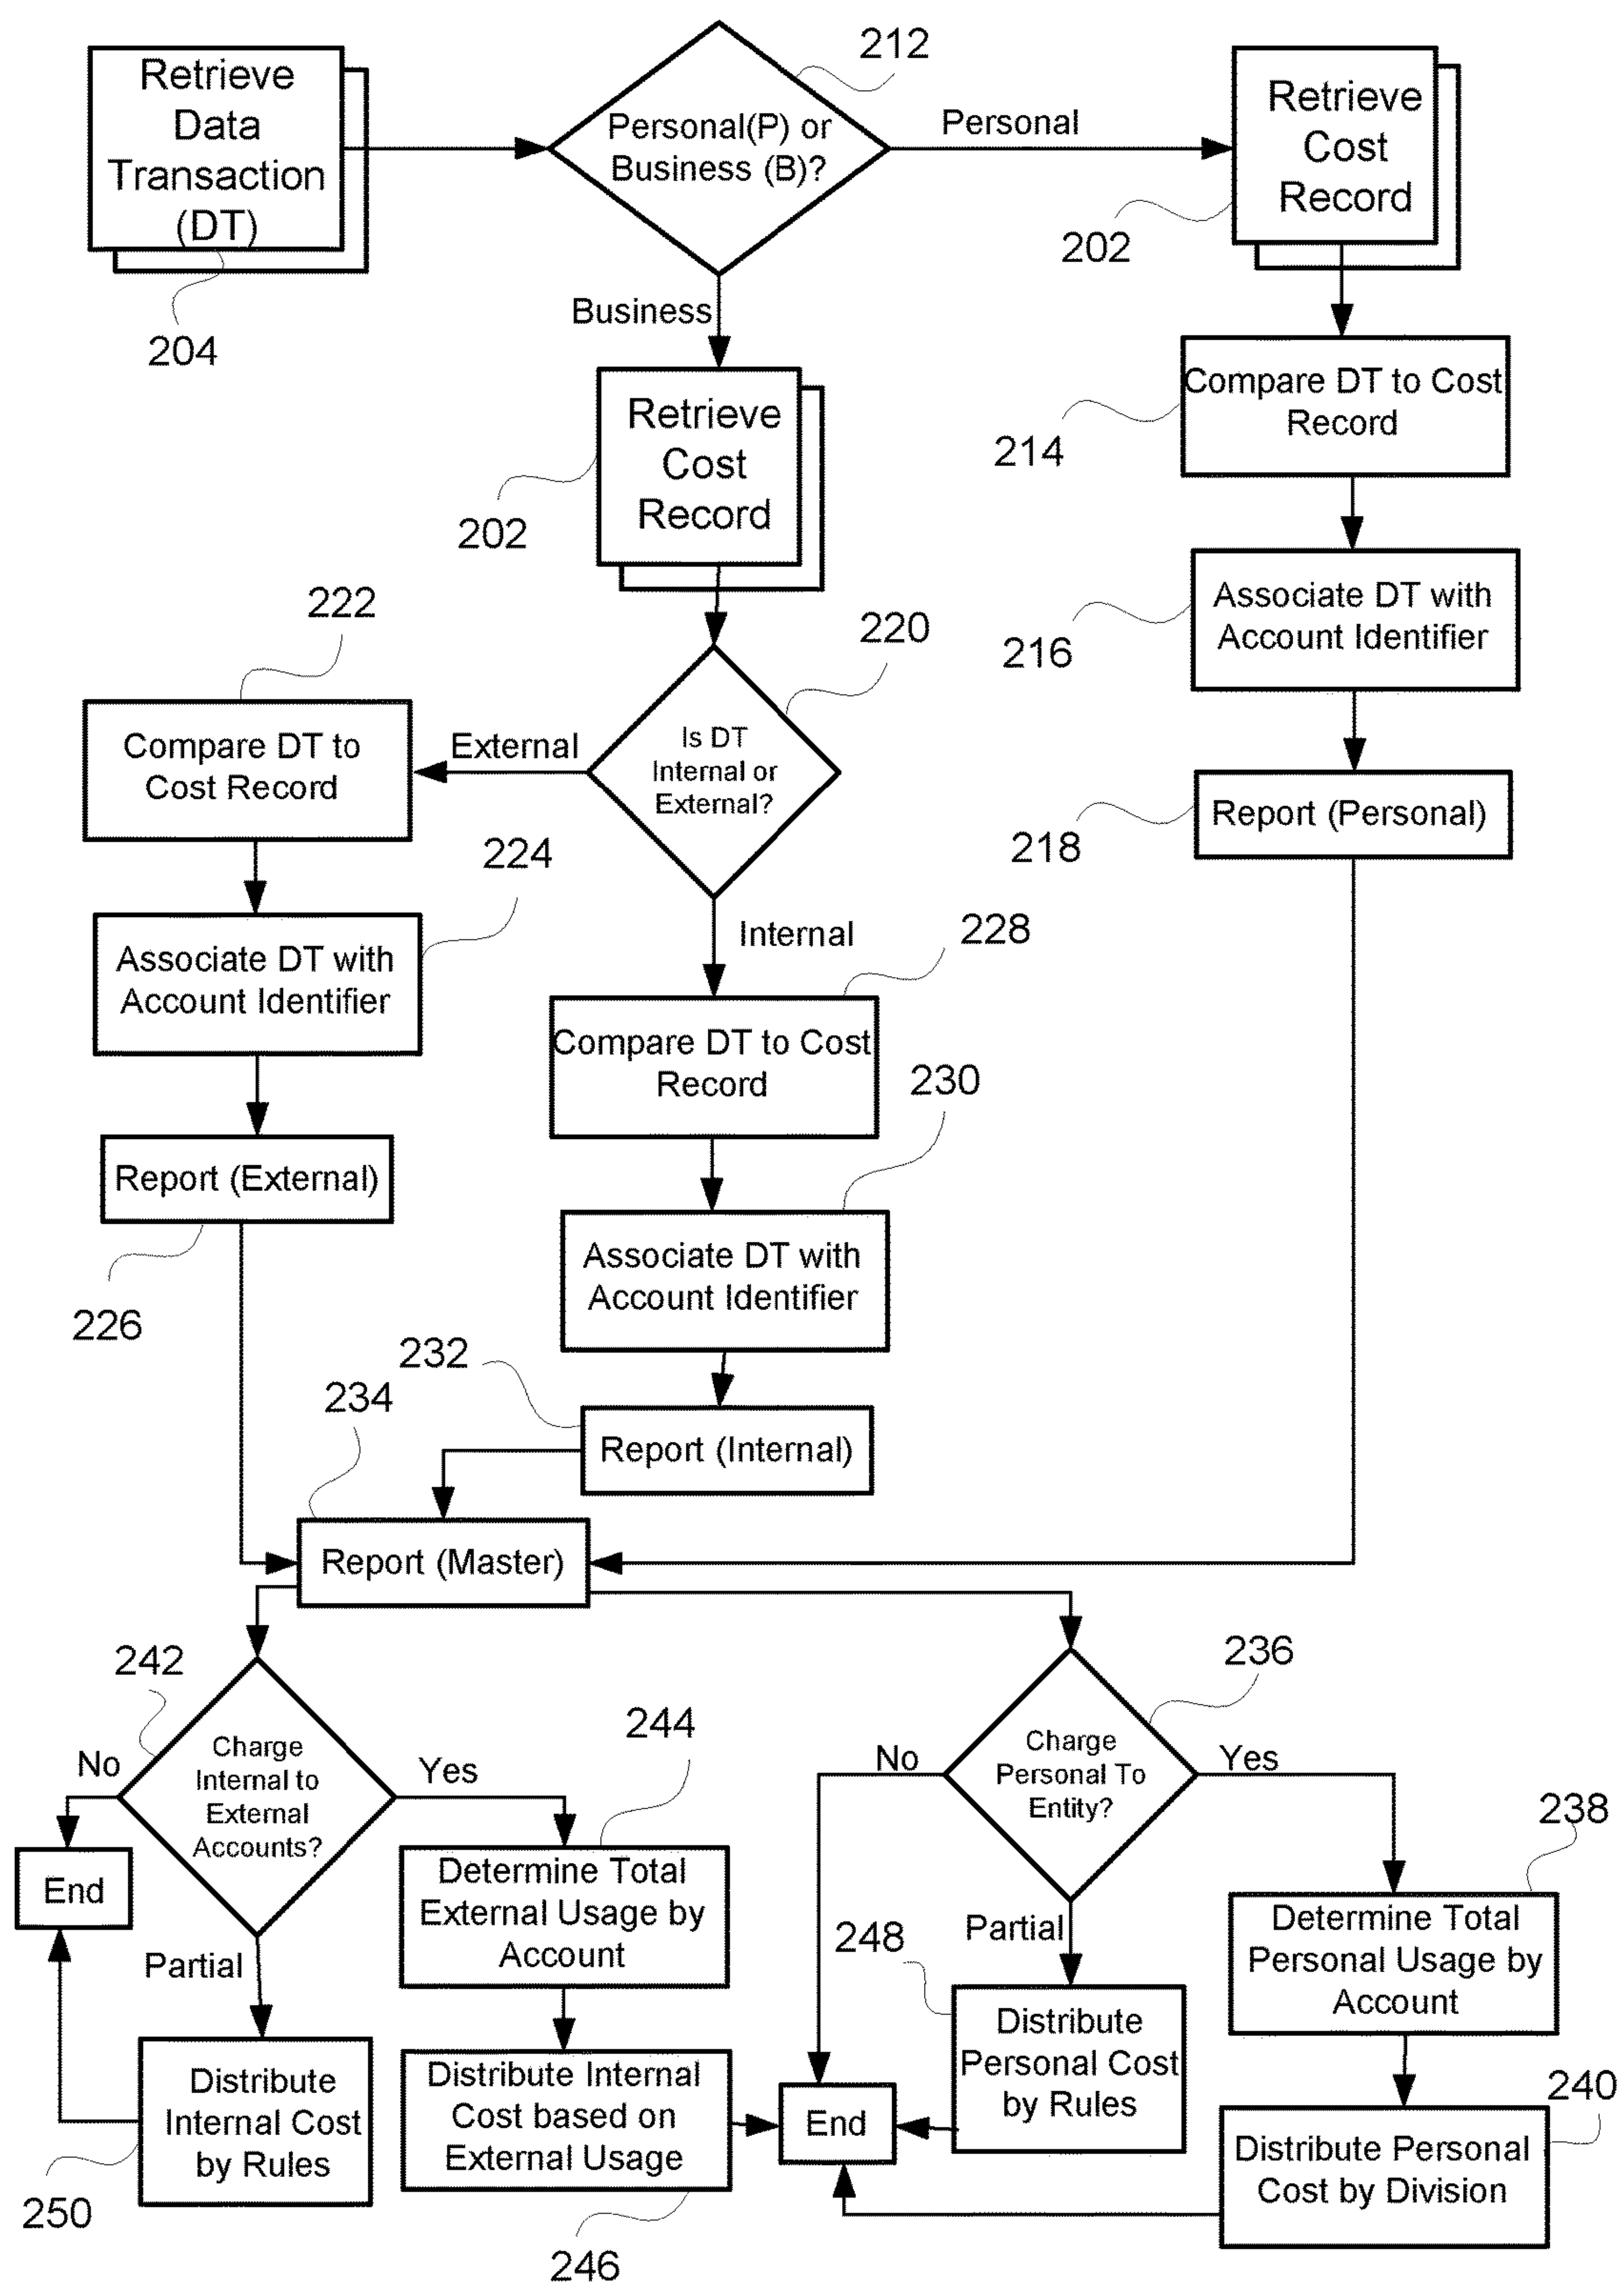 Retrieve
Data
Transaction
(DT)
204
Personal(P) or
Business (B)?
212
Personal
Retrieve
Cost
Record
202
Business
Retrieve
Cost
Record
202
Compare DT to Cost
Record
214
Associate DT with
Account Identifier
216
Report (Personal)
218
Is DT
Internal or
External?
220
External
222
Compare DT to
Cost Record
224
Associate DT with
Account Identifier
Report (External)
226
Internal
228
Compare DT to Cost
Record
230
Associate DT with
Account Identifier
232
Report (Internal)
234
Report (Master)
242
Charge
Internal to
External
Accounts?
No
End
Partial
Distribute
Internal Cost
by Rules
250
Yes
244
Determine Total
External Usage by
Account
Distribute Internal
Cost based on
External Usage
246
236
Charge
Personal To
Entity?
No
End
Partial
248
Distribute
Personal Cost
by Rules
Yes
238
Determine Total
Personal Usage by
Account
240
Distribute Personal
Cost by Division